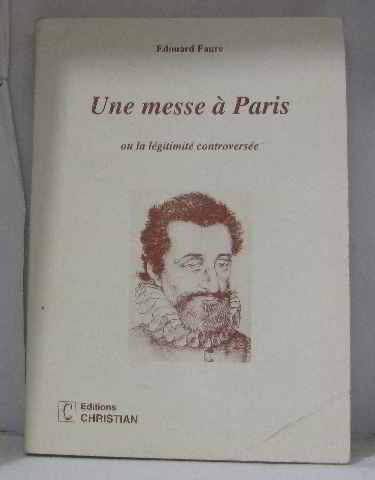 Edouard Faure
Une messe à Paris
ou la légitimité controversée
C
Editions
CHRISTIAN